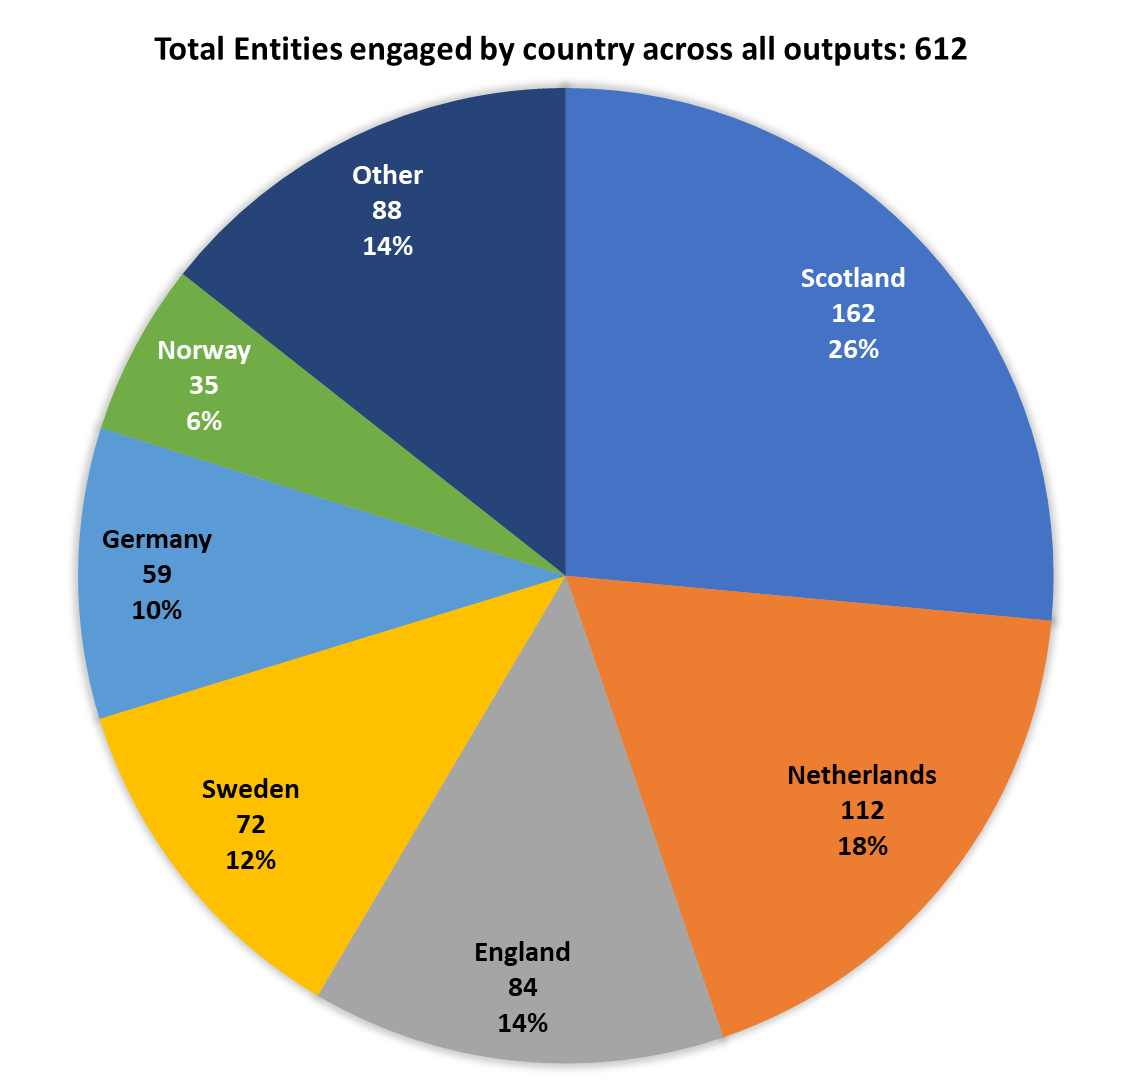 Total Entities engaged by country across all outputs: 612
Other
88
14%
Scotland
162
26%
Norway
35
6%
Germany
59
10%
Netherlands
112
18%
Sweden
72
12%
England
84
14%